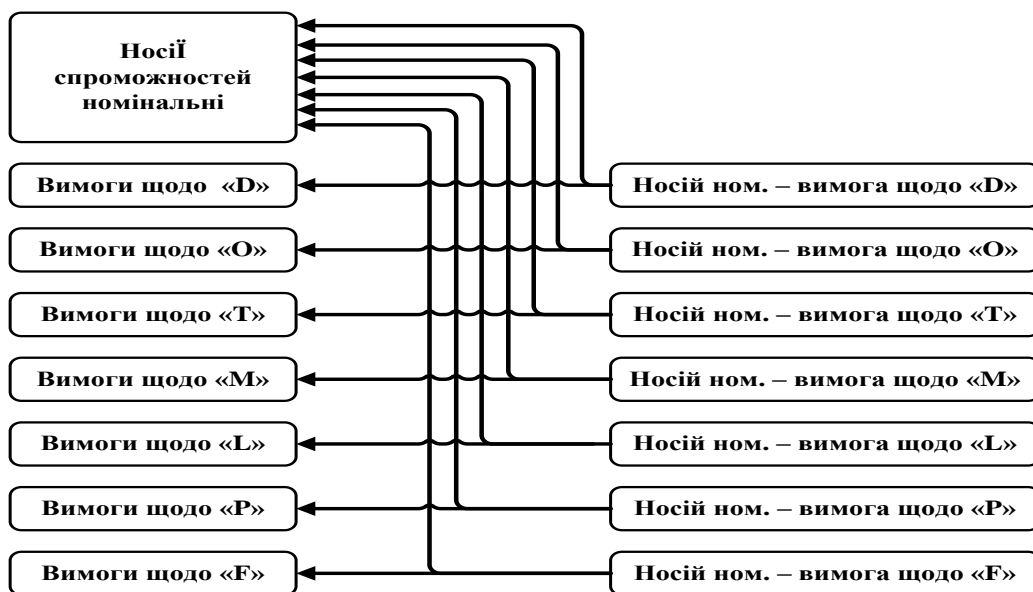 НосіЇ
спроможностей
номінальні
Вимоги щодо «D»
Носій ном. – вимога щодо «D»
Вимоги щодо «O»
Носій ном. – вимога щодо «O»
Вимоги щодо «T»
Носій ном. – вимога щодо «T»
Вимоги щодо «M»
Носій ном. – вимога щодо «M»
Вимоги щодо «L»
Носій ном. – вимога щодо «L»
Вимоги щодо «P»
Носій ном. – вимога щодо «P»
Вимоги щодо «F»
Носій ном. – вимога щодо «F»